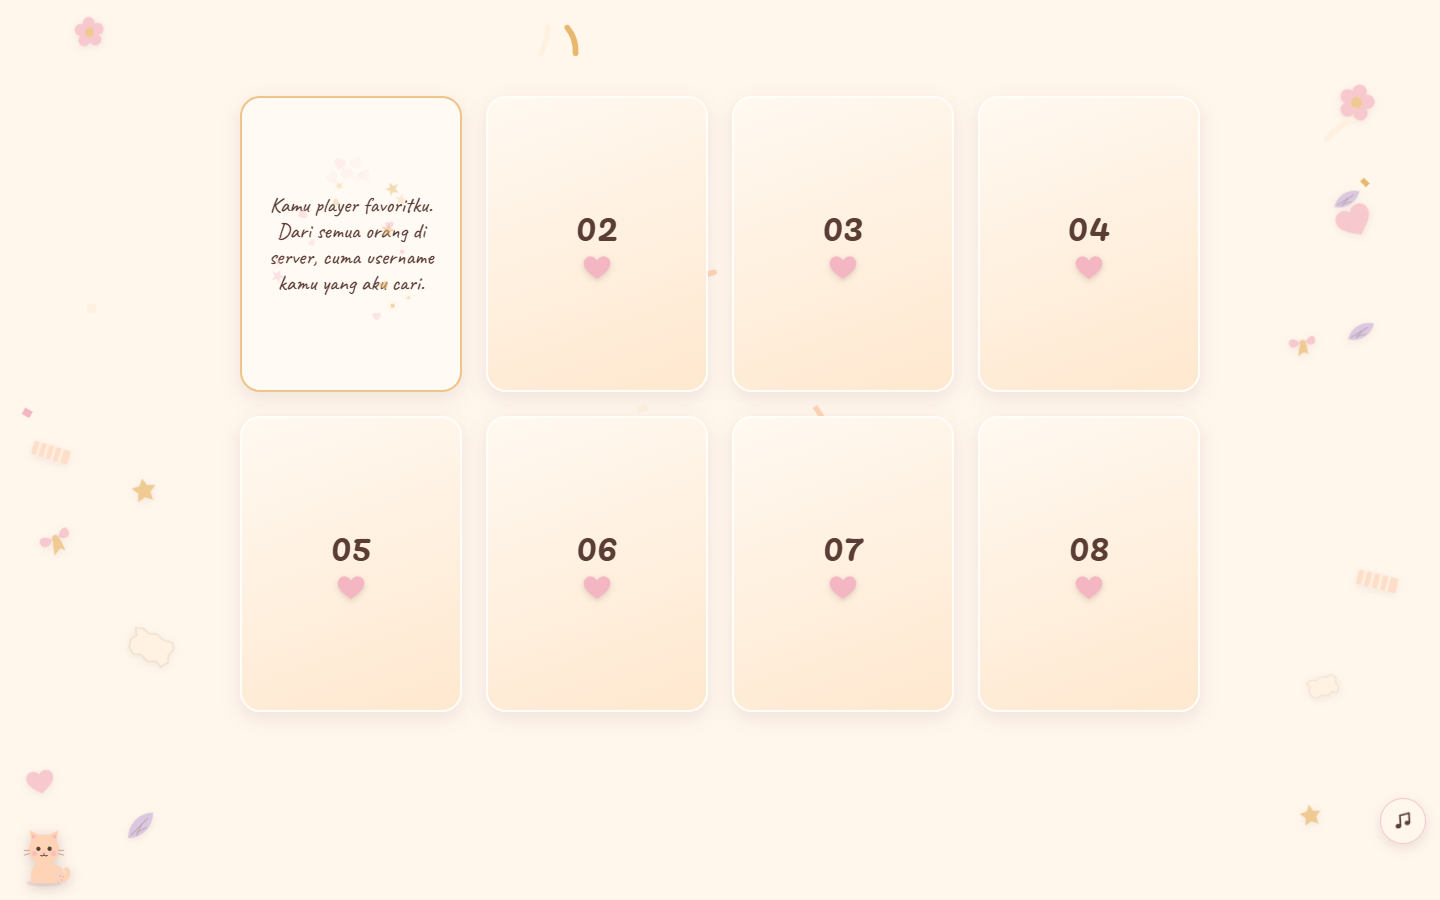 Kamu player favoritku.
Dari semua orang di
server, cuma username
kamu yang aku cari.
02
03
04
05
06
07
08